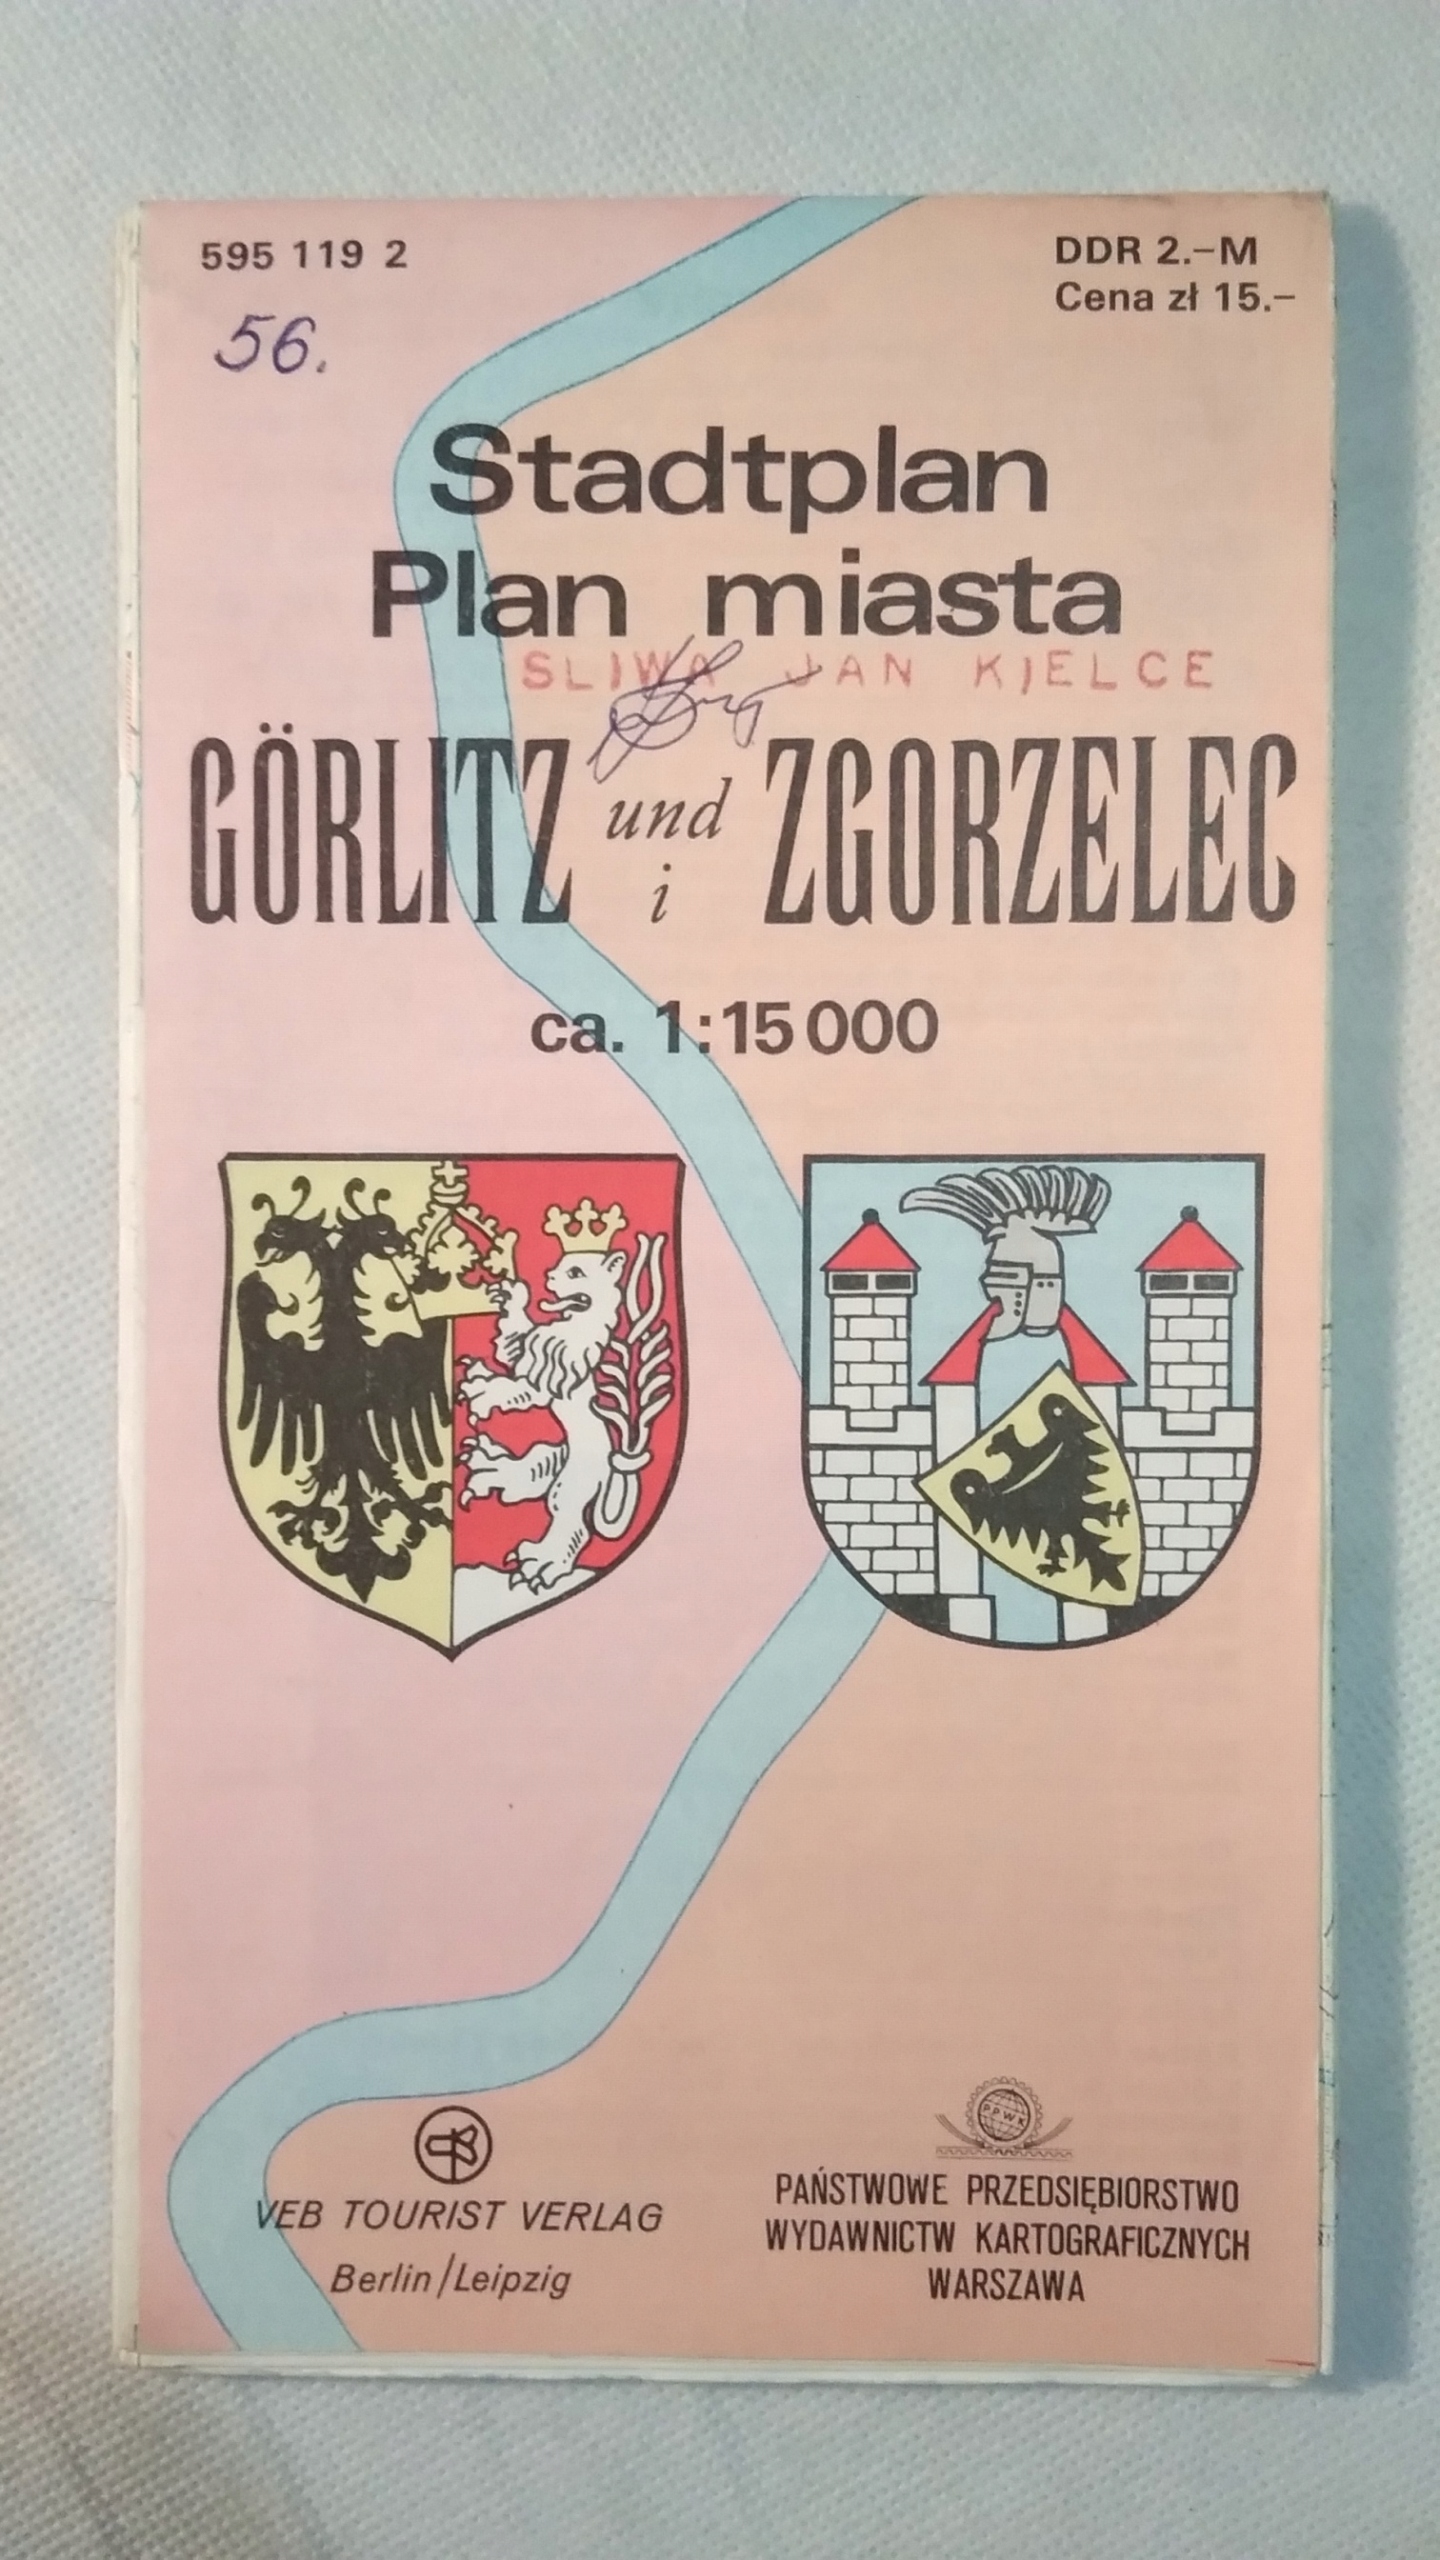 595 119 2
DDR 2.–M
Cena zł 15.–
56.
Stadtplan
Plan miasta
SLIWA JAN KIELCE
GÖRLITZ und i ZGORZELEC
ca. 1:15 000
PPWK
VEB TOURIST VERLAG
Berlin/Leipzig
PAŃSTWOWE PRZEDSIĘBIORSTWO
WYDAWNICTW KARTOGRAFICZNYCH
WARSZAWA